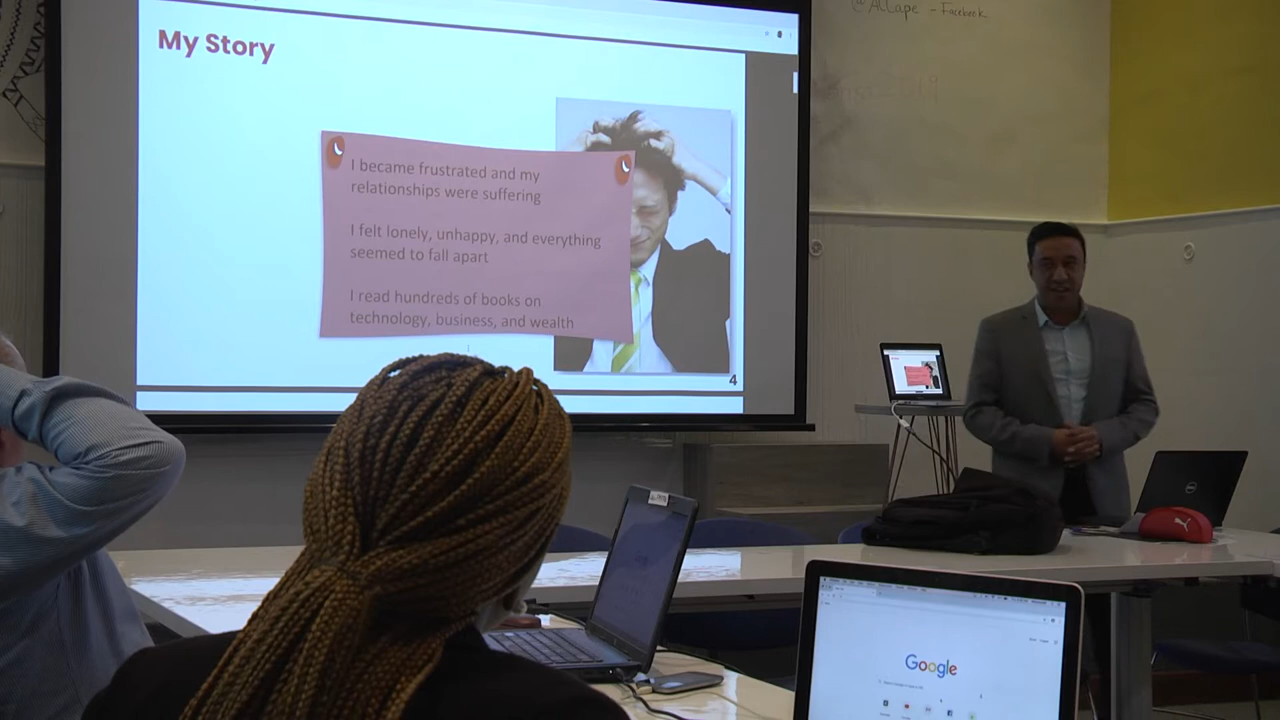 @AlCape - Facebook
My Story
I became frustrated and my
relationships were suffering
I felt lonely, unhappy, and everything
seemed to fall apart
I read hundreds of books on
technology, business, and wealth
4
Google